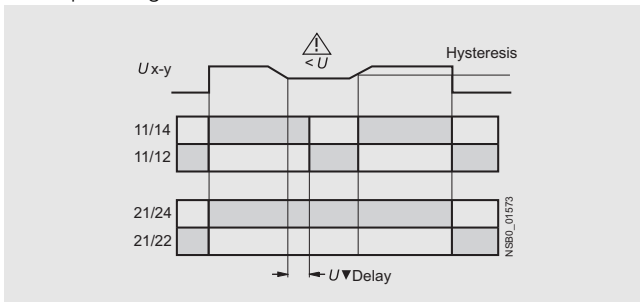 < U
Hysteresis
U x-y
11/14
11/12
21/24
21/22
NSB0_01573
U▼Delay